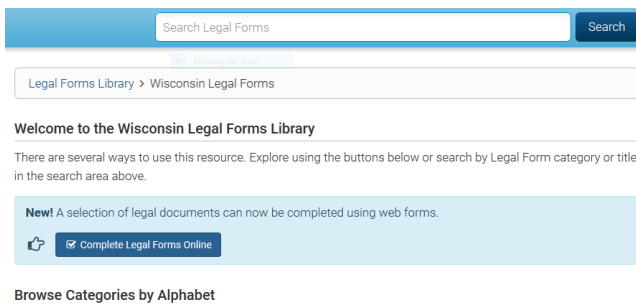 Search Legal Forms
Search
Rectangular Snip
Legal Forms Library > Wisconsin Legal Forms
Welcome to the Wisconsin Legal Forms Library
There are several ways to use this resource. Explore using the buttons below or search by Legal Form category or title
in the search area above.
New! A selection of legal documents can now be completed using web forms.
Complete Legal Forms Online
Browse Categories by Alphabet